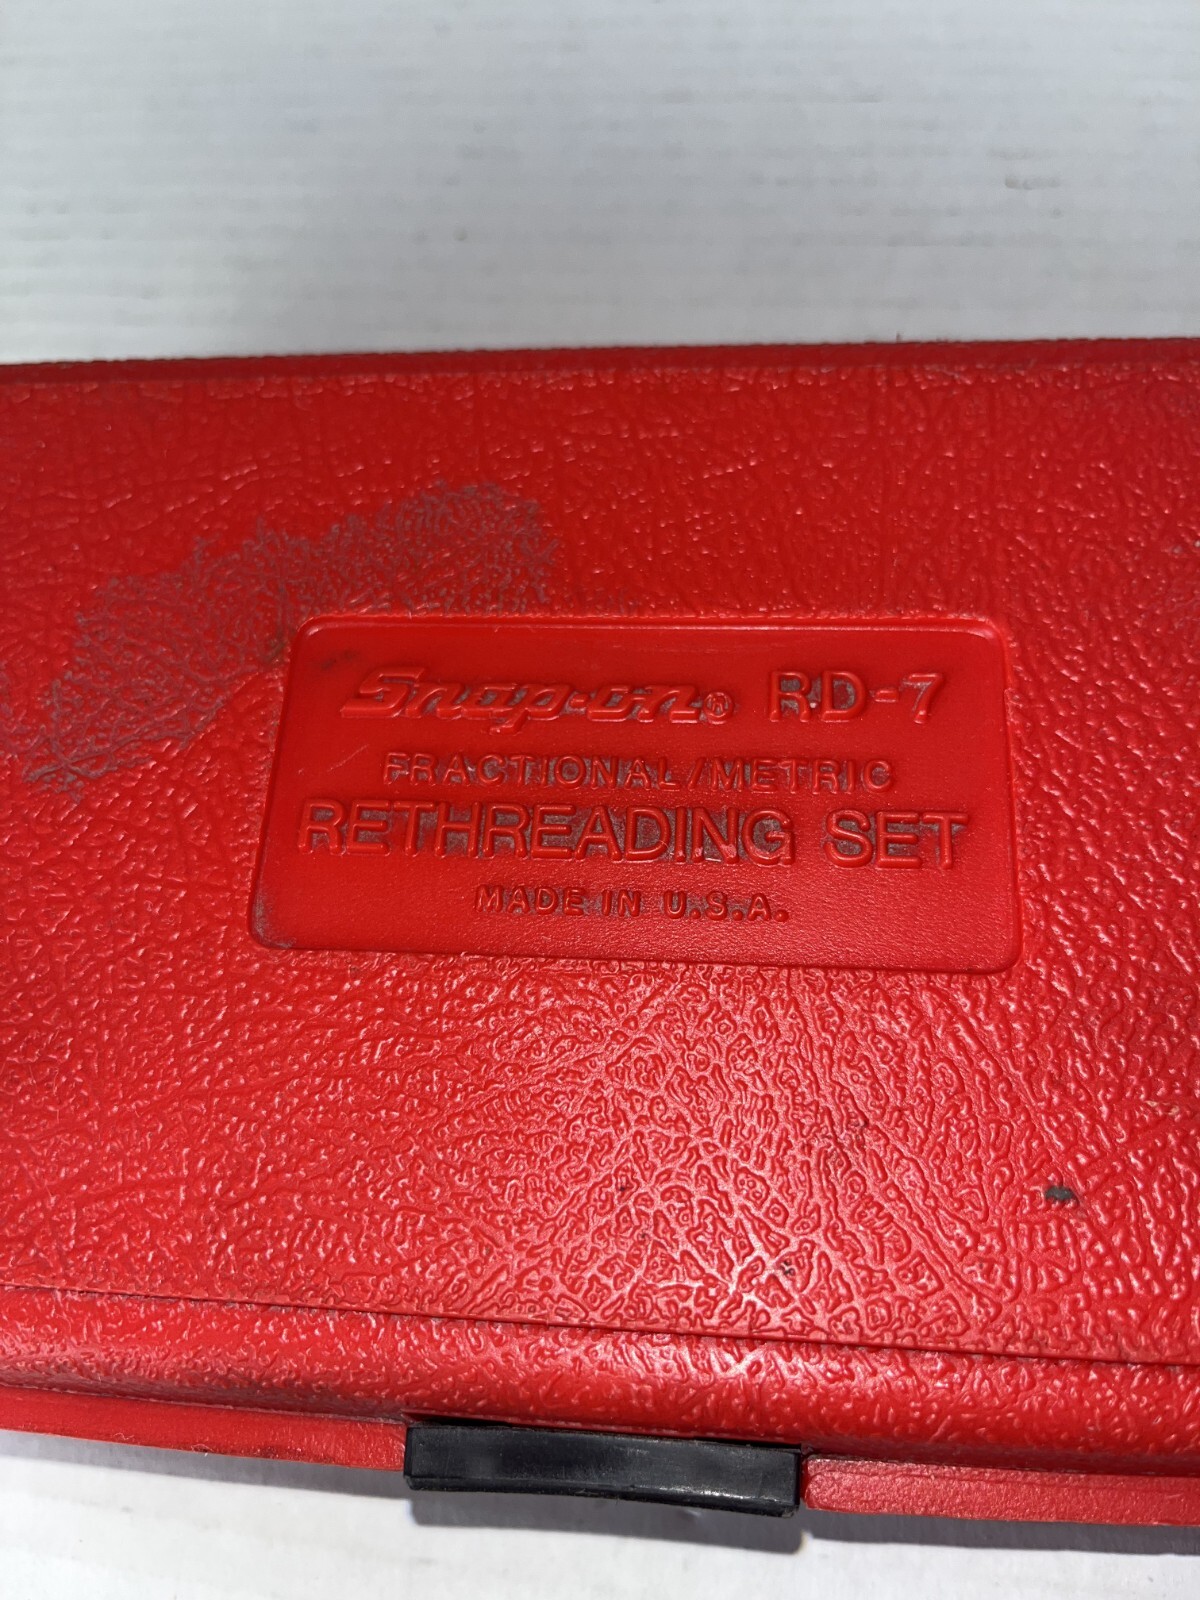 Snap-on® RD-7
FRACTIONAL/METRIC
RETHREADING SET
MADE IN U.S.A.